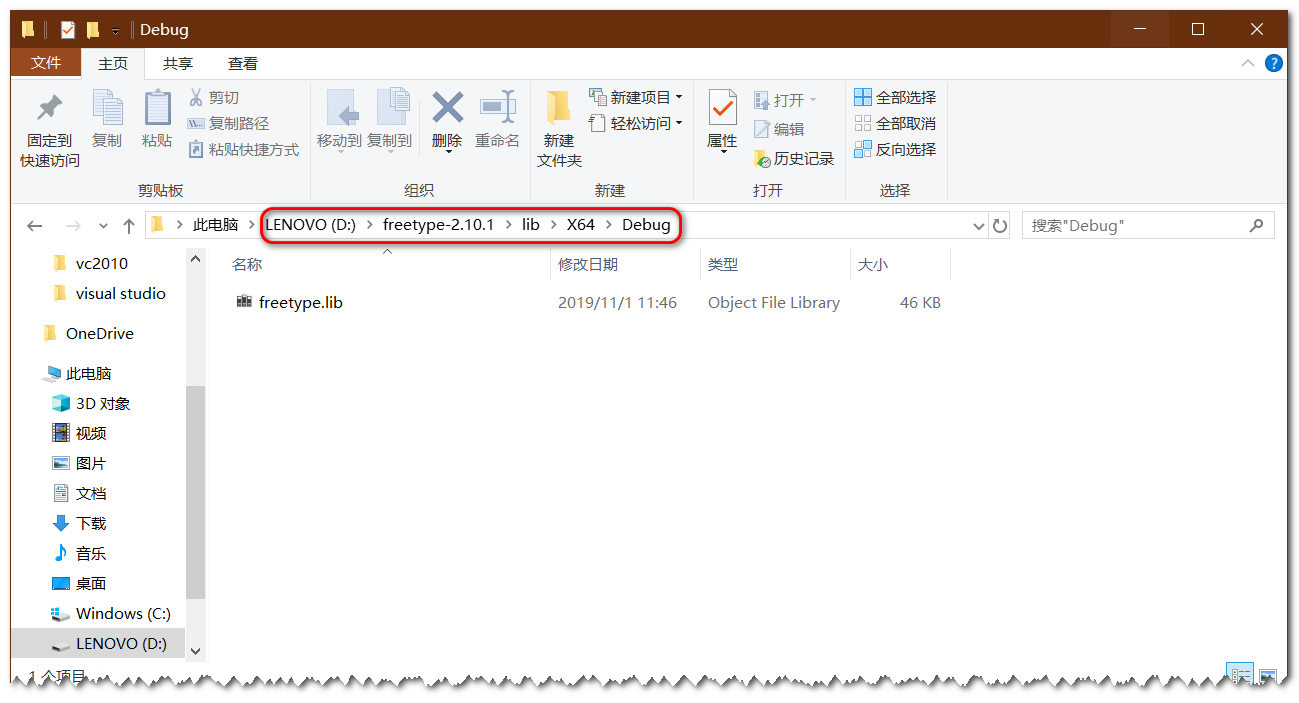 Debug
文件 主页 共享 查看
固定到
快速访问
复制
粘贴
剪切
复制路径
粘贴快捷方式
剪贴板
移动到
复制到
删除
重命名
组织
新建
文件夹
新建项目
轻松访问
新建
属性
打开
编辑
历史记录
打开
全部选择
全部取消
反向选择
选择
此电脑 LENOVO (D:) freetype-2.10.1 lib X64 Debug
搜索"Debug"
vc2010
visual studio
OneDrive
此电脑
3D 对象
视频
图片
文档
下载
音乐
桌面
Windows (C:)
LENOVO (D:)
名称 修改日期 类型 大小
freetype.lib 2019/11/1 11:46 Object File Library 46 KB
1 个项目